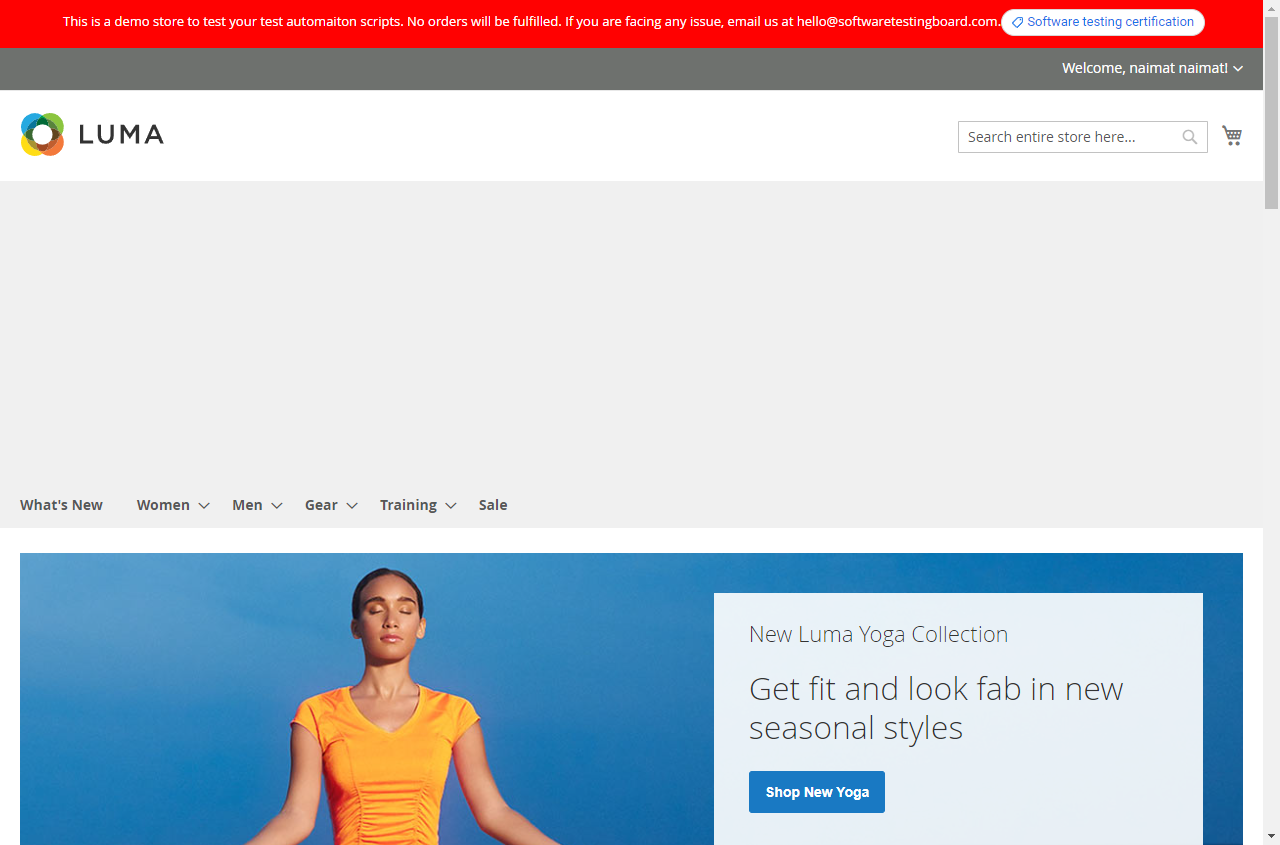 This is a demo store to test your test automaiton scripts. No orders will be fulfilled. If you are facing any issue, email us at hello@softwaretestingboard.com. Software testing certification
Welcome, naimat naimat!
LUMA
Search entire store here...
What's New Women Men Gear Training Sale
New Luma Yoga Collection
Get fit and look fab in new
seasonal styles
Shop New Yoga